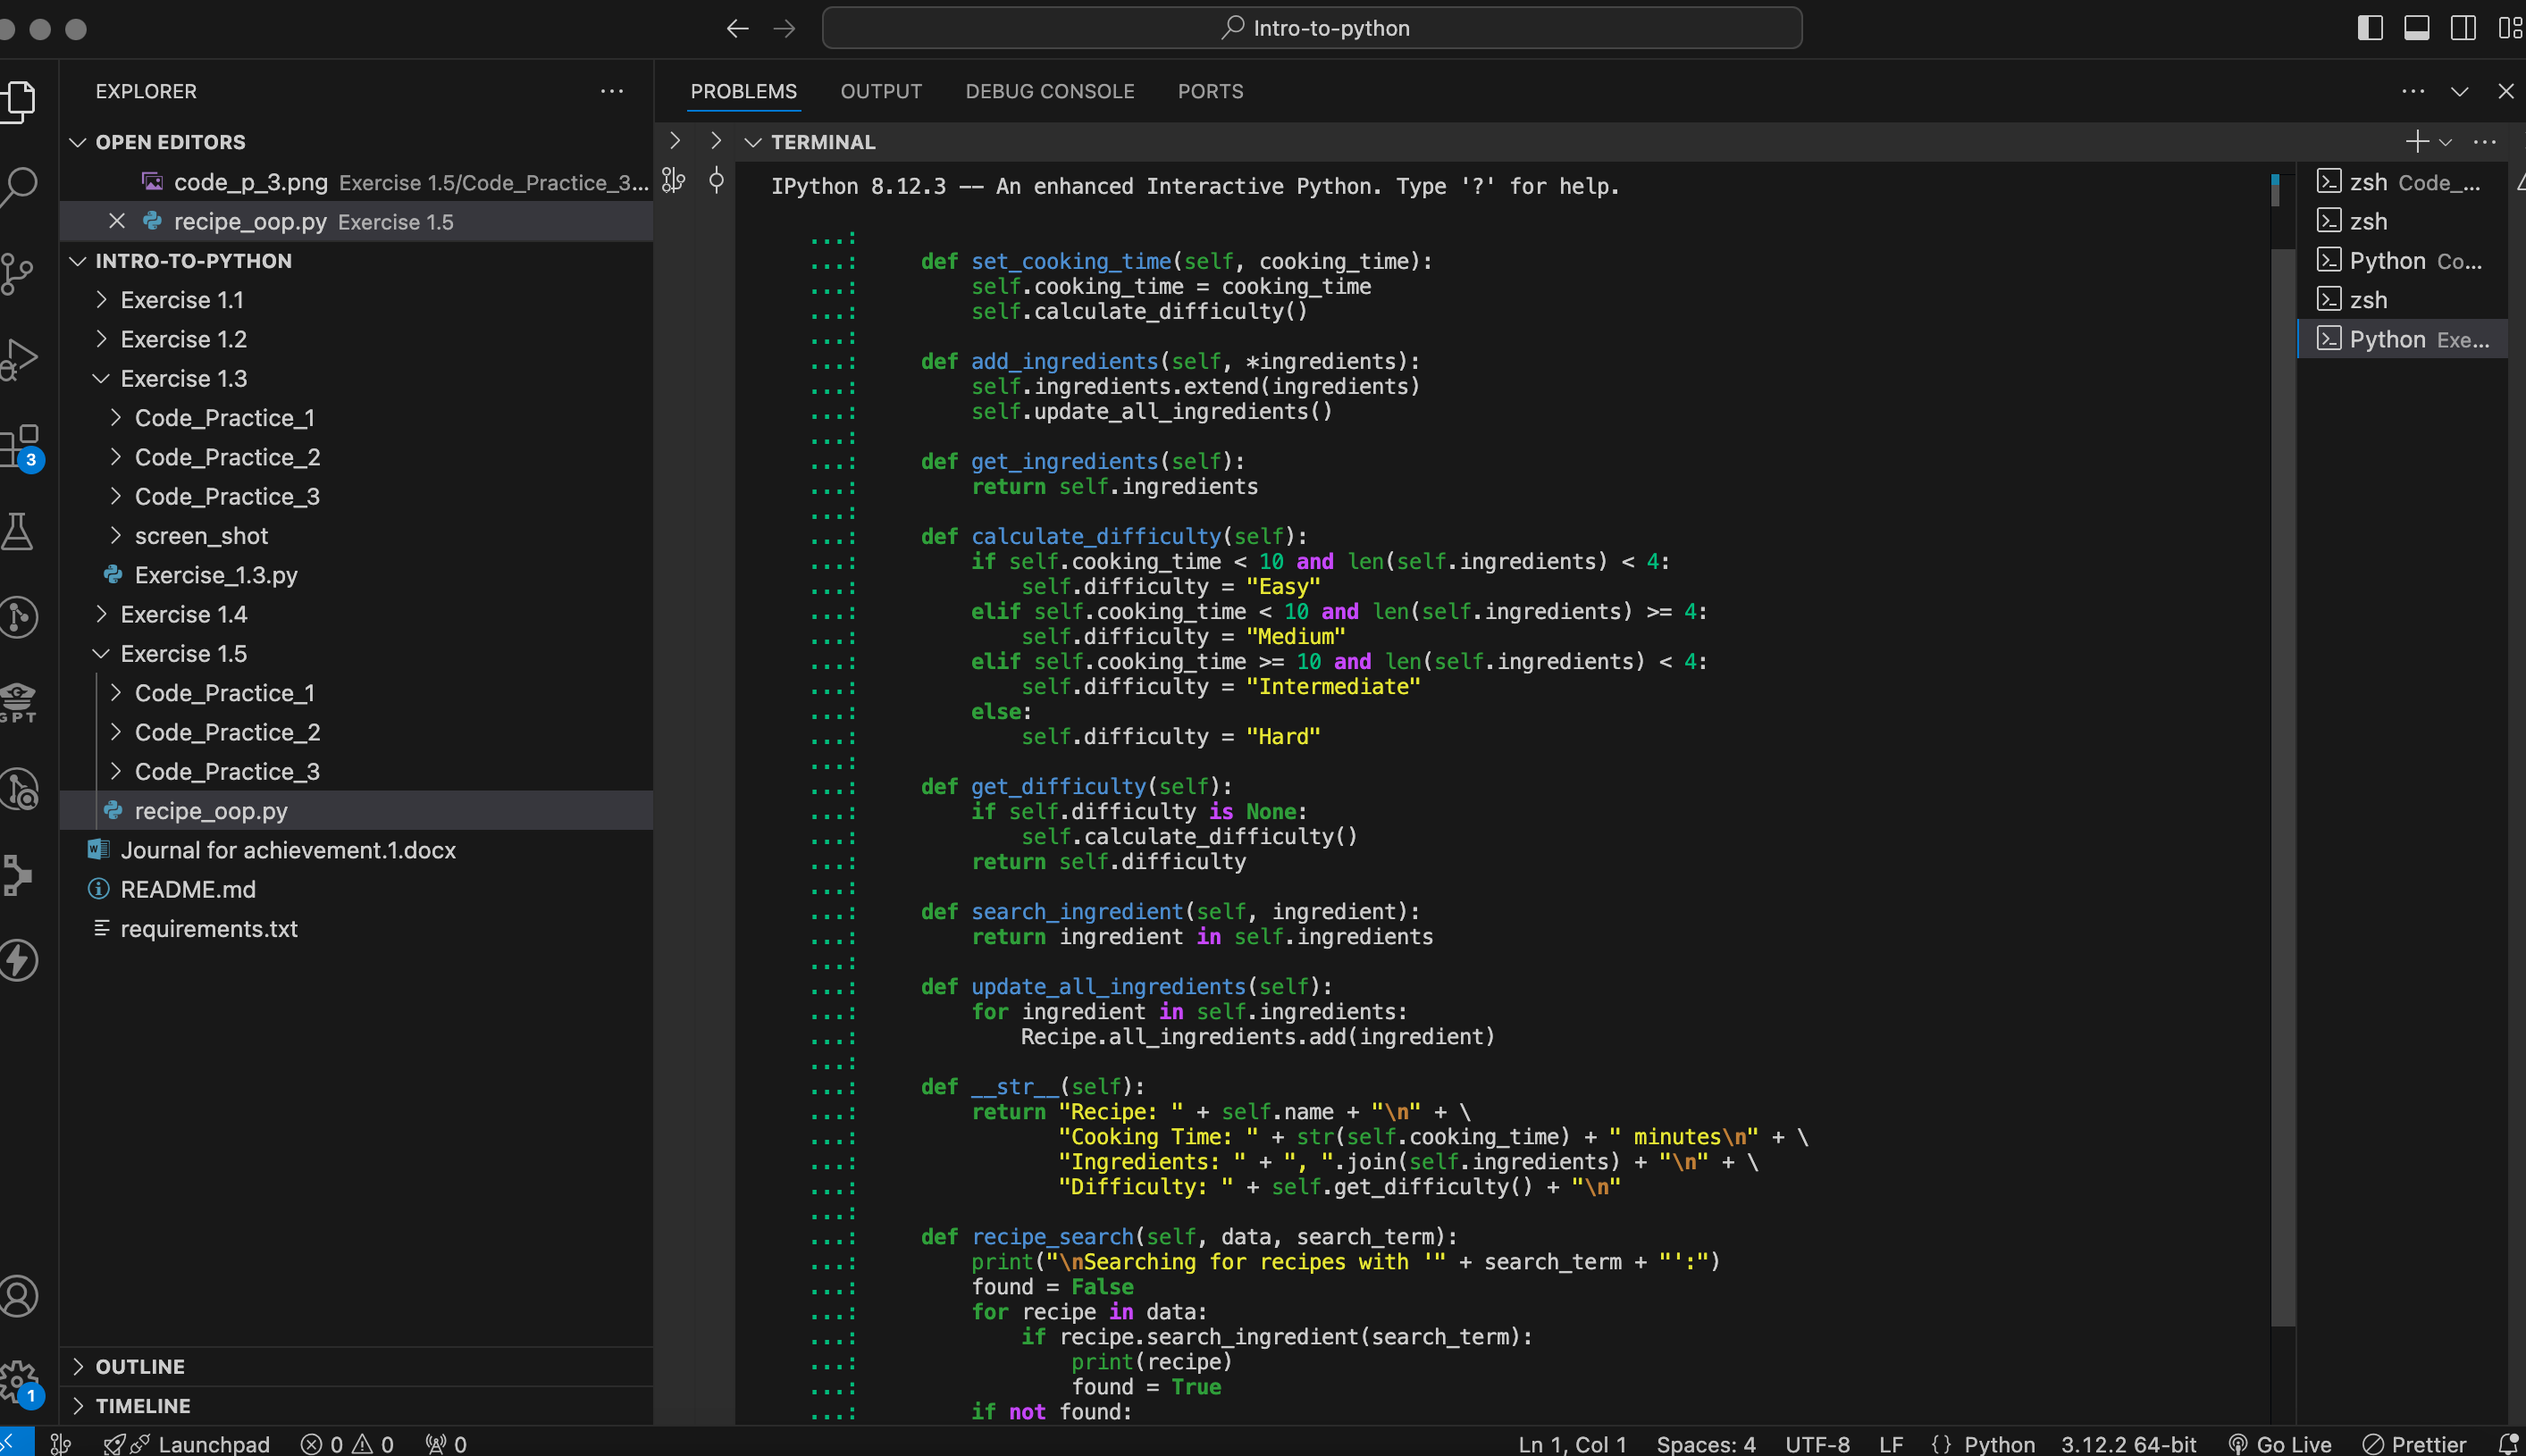 Intro-to-python
EXPLORER
OPEN EDITORS
code_p_3.png Exercise 1.5/Code_Practice_3...
recipe_oop.py Exercise 1.5
INTRO-TO-PYTHON
Exercise 1.1
Exercise 1.2
Exercise 1.3
Code_Practice_1
Code_Practice_2
Code_Practice_3
screen_shot
Exercise_1.3.py
Exercise 1.4
Exercise 1.5
Code_Practice_1
Code_Practice_2
Code_Practice_3
recipe_oop.py
Journal for achievement.1.docx
README.md
requirements.txt
OUTLINE
TIMELINE
GPT
3
1
PROBLEMS OUTPUT DEBUG CONSOLE PORTS
TERMINAL
IPython 8.12.3 -- An enhanced Interactive Python. Type '?' for help.
...:
...:     def set_cooking_time(self, cooking_time):
...:         self.cooking_time = cooking_time
...:         self.calculate_difficulty()
...:
...:     def add_ingredients(self, *ingredients):
...:         self.ingredients.extend(ingredients)
...:         self.update_all_ingredients()
...:
...:     def get_ingredients(self):
...:         return self.ingredients
...:
...:     def calculate_difficulty(self):
...:         if self.cooking_time < 10 and len(self.ingredients) < 4:
...:             self.difficulty = "Easy"
...:         elif self.cooking_time < 10 and len(self.ingredients) >= 4:
...:             self.difficulty = "Medium"
...:         elif self.cooking_time >= 10 and len(self.ingredients) < 4:
...:             self.difficulty = "Intermediate"
...:         else:
...:             self.difficulty = "Hard"
...:
...:     def get_difficulty(self):
...:         if self.difficulty is None:
...:             self.calculate_difficulty()
...:         return self.difficulty
...:
...:     def search_ingredient(self, ingredient):
...:         return ingredient in self.ingredients
...:
...:     def update_all_ingredients(self):
...:         for ingredient in self.ingredients:
...:             Recipe.all_ingredients.add(ingredient)
...:
...:     def __str__(self):
...:         return "Recipe: " + self.name + "\n" + \
...:                "Cooking Time: " + str(self.cooking_time) + " minutes\n" + \
...:                "Ingredients: " + ", ".join(self.ingredients) + "\n" + \
...:                "Difficulty: " + self.get_difficulty() + "\n"
...:
...:     def recipe_search(self, data, search_term):
...:         print("\nSearching for recipes with '" + search_term + "':")
...:         found = False
...:         for recipe in data:
...:             if recipe.search_ingredient(search_term):
...:                 print(recipe)
...:                 found = True
...:         if not found:
zsh Code_...
zsh
Python Co...
zsh
Python Exe...
Launchpad 0 0 0 Ln 1, Col 1 Spaces: 4 UTF-8 LF {} Python 3.12.2 64-bit Go Live Prettier